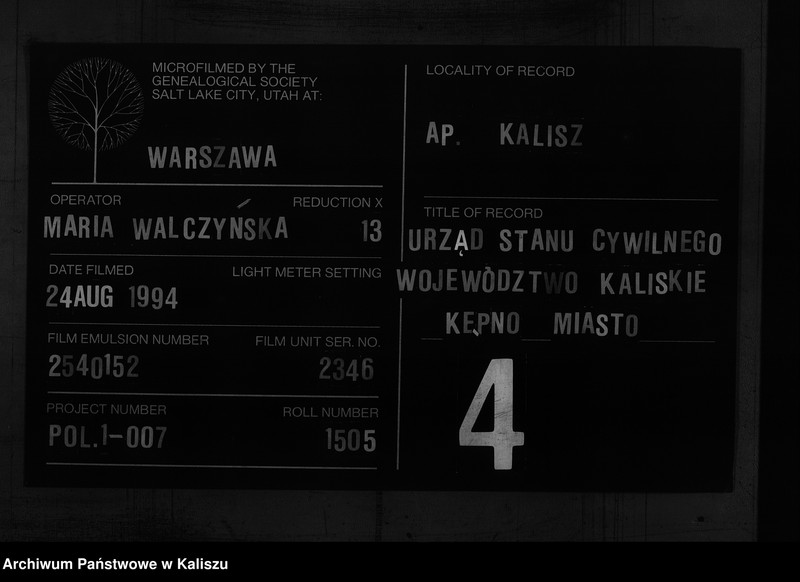 MICROFILMED BY THE
GENEALOGICAL SOCIETY
SALT LAKE CITY, UTAH AT:
WARSZAWA
OPERATOR
REDUCTION X
MARIA WALCZYŃSKA
13
DATE FILMED
LIGHT METER SETTING
24AUG 1994
FILM EMULSION NUMBER
FILM UNIT SER. NO.
2540152
2346
PROJECT NUMBER
ROLL NUMBER
POL.1-007
1505
LOCALITY OF RECORD
AP. KALISZ
TITLE OF RECORD
URZĄD STANU CYWILNEGO
WOJEWÓDZTWO KALISKIE
KĘPNO MIASTO
4
Archiwum Państwowe w Kaliszu